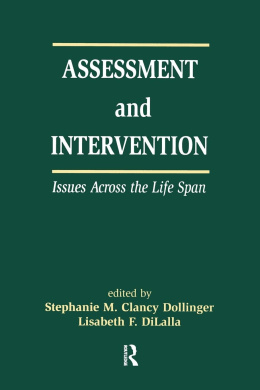 ASSESSMENT
and
INTERVENTION
Issues Across the Life Span
edited by
Stephanie M. Clancy Dollinger
Lisabeth F. DiLalla
R